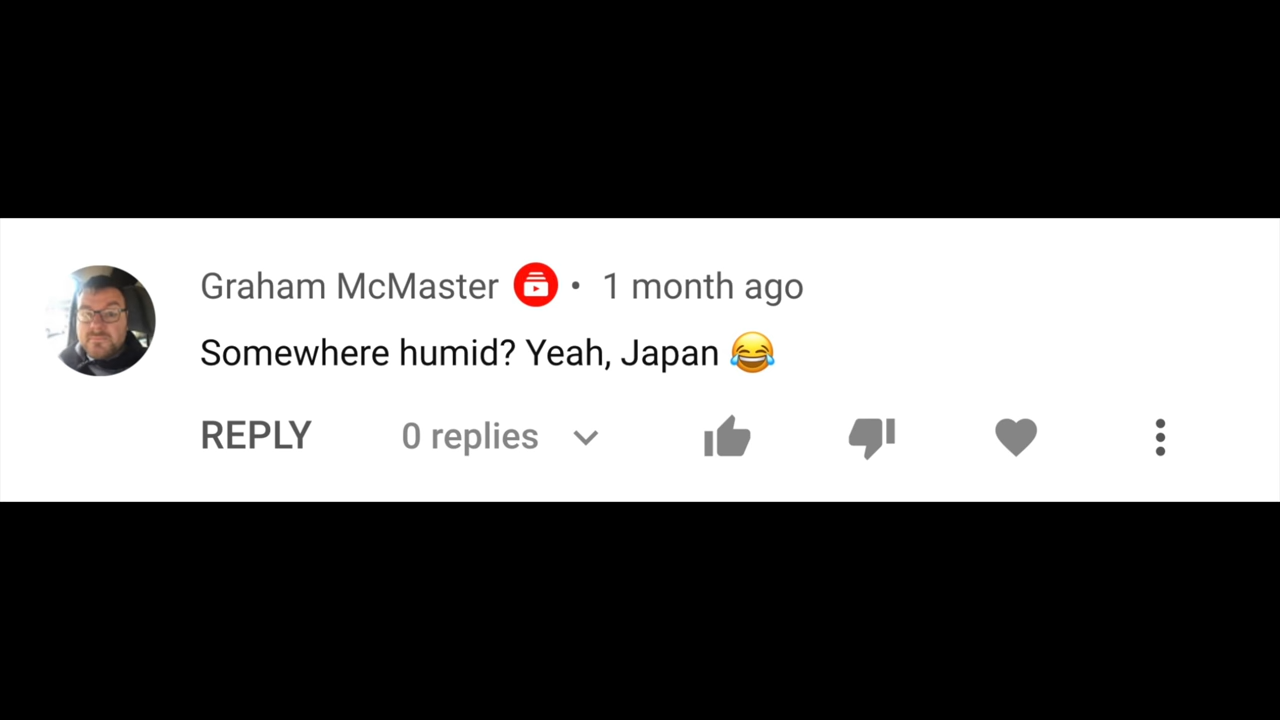 Graham McMaster • 1 month ago
Somewhere humid? Yeah, Japan 😂
REPLY 0 replies